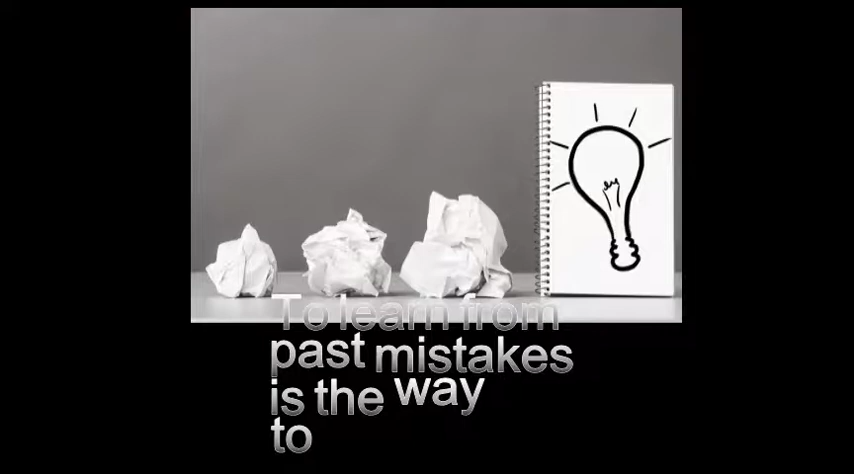 To learn from
past mistakes
is the way
to